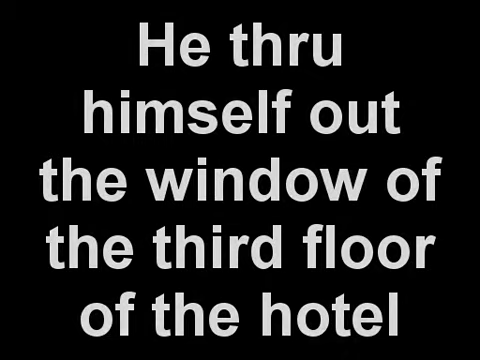 He thru
himself out
the window of
the third floor
of the hotel